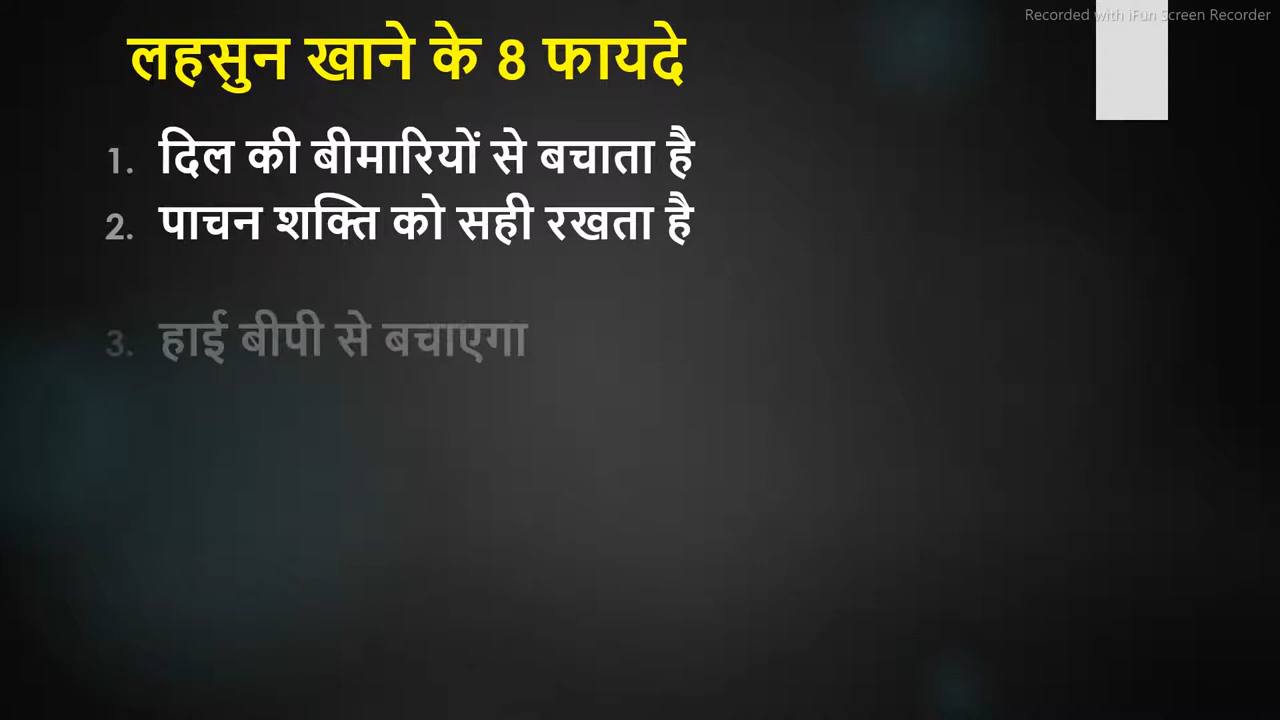 Recorded with iFun Screen Recorder
लहसुन खाने के 8 फायदे
1. दिल की बीमारियों से बचाता है
2. पाचन शक्ति को सही रखता है
3. हाई बीपी से बचाएगा